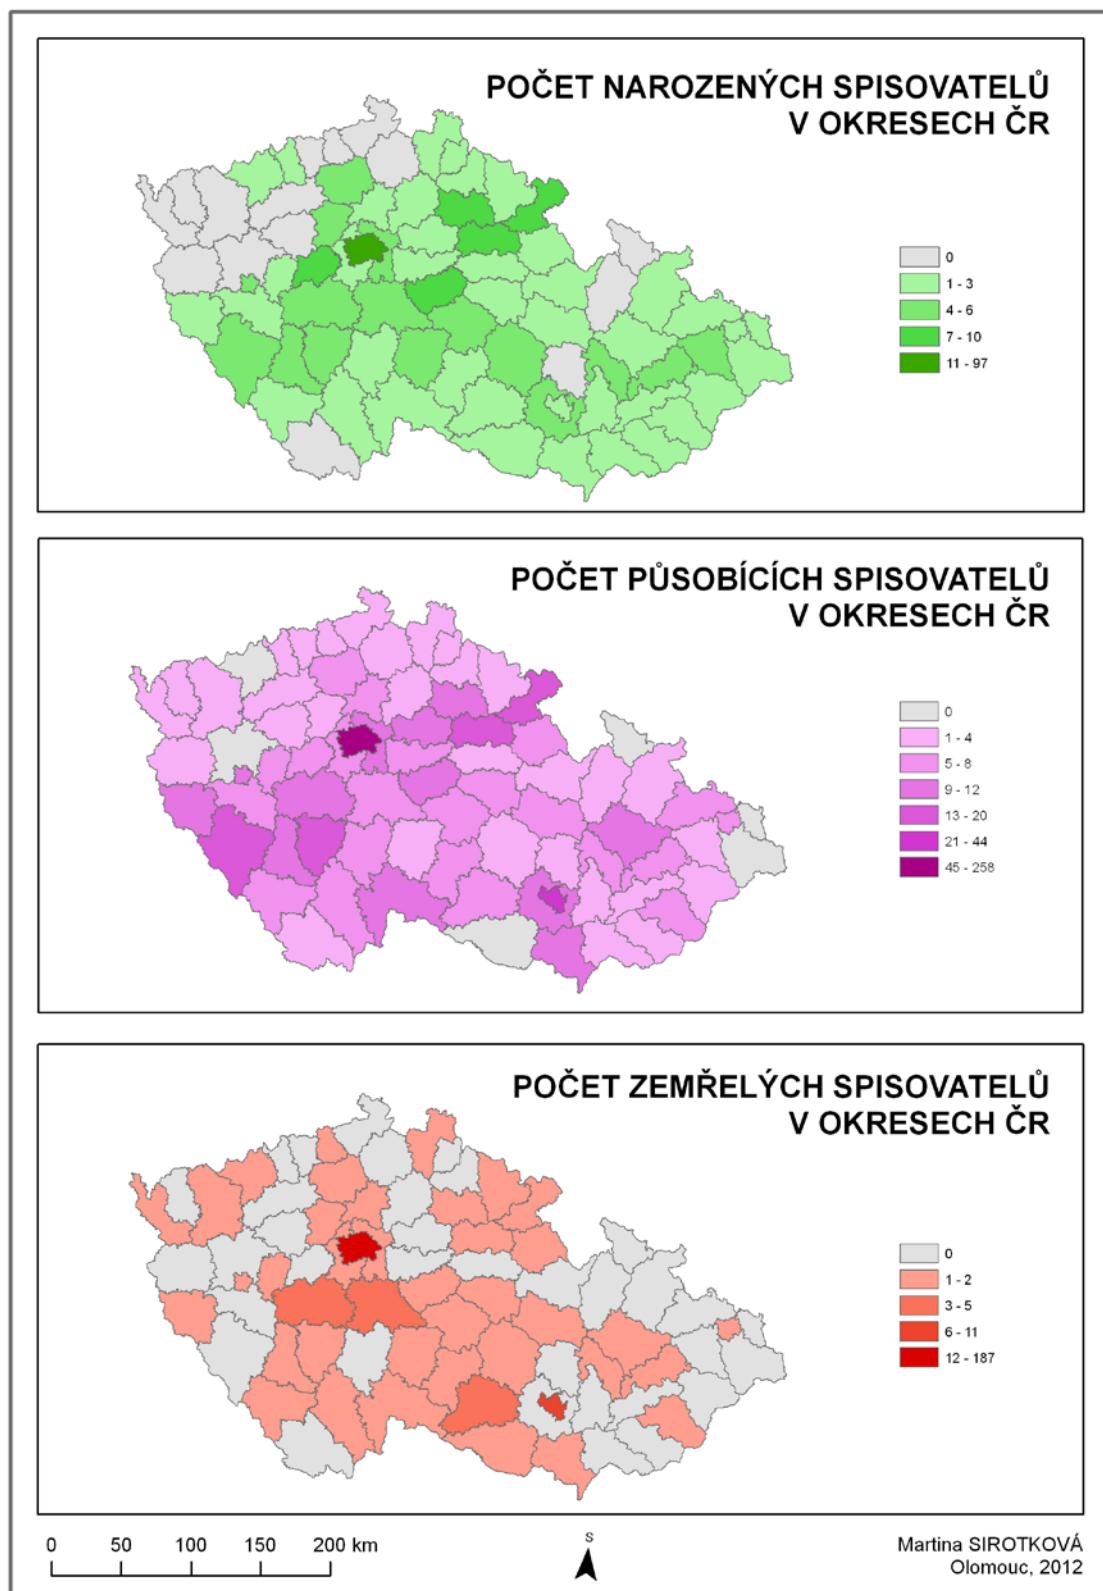 POČET NAROZENÝCH SPISOVATELŮ
V OKRESECH ČR
0
1 - 3
4 - 6
7 - 10
11 - 97
POČET PŮSOBÍCÍCH SPISOVATELŮ
V OKRESECH ČR
0
1 - 4
5 - 8
9 - 12
13 - 20
21 - 44
45 - 258
POČET ZEMŘELÝCH SPISOVATELŮ
V OKRESECH ČR
0
1 - 2
3 - 5
6 - 11
12 - 187
0 50 100 150 200 km
S
Martina SIROTKOVÁ
Olomouc, 2012